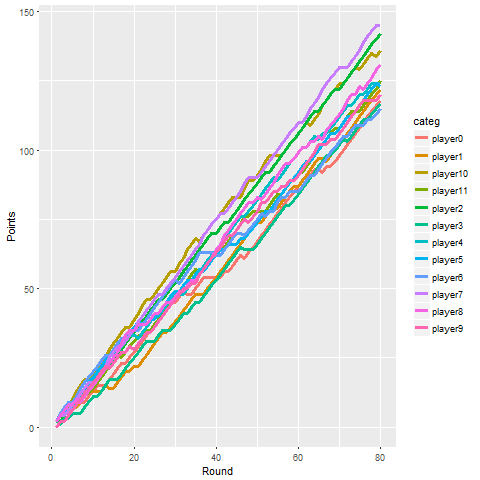 150
100
50
0
Points
0
20
40
60
80
Round
categ
player0
player1
player10
player11
player2
player3
player4
player5
player6
player7
player8
player9